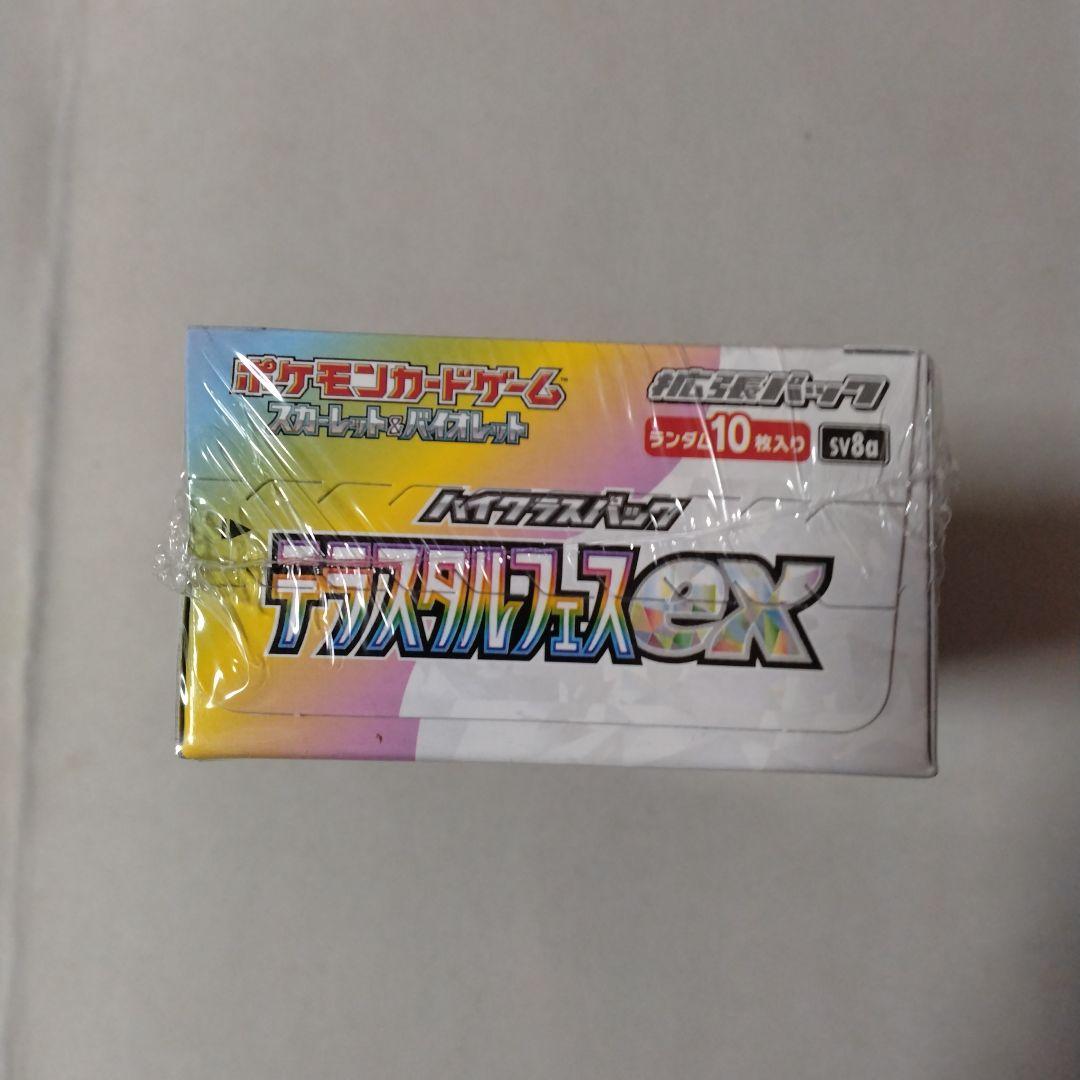 ポケモンカードゲーム™
スカーレット&バイオレット
拡張パック
ランダム10枚入り
sv8a
ハイクラスパック
テラスタルフェスex